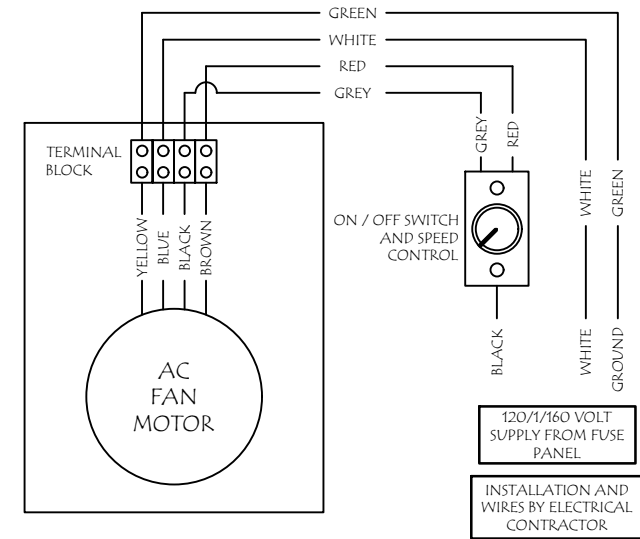 GREEN
WHITE
RED
GREY
TERMINAL
BLOCK
GREY
RED
WHITE
GREEN
ON / OFF SWITCH
AND SPEED
CONTROL
YELLOW
BLUE
BLACK
BROWN
BLACK
WHITE
GROUND
AC
FAN
MOTOR
120/1/160 VOLT
SUPPLY FROM FUSE
PANEL
INSTALLATION AND
WIRES BY ELECTRICAL
CONTRACTOR